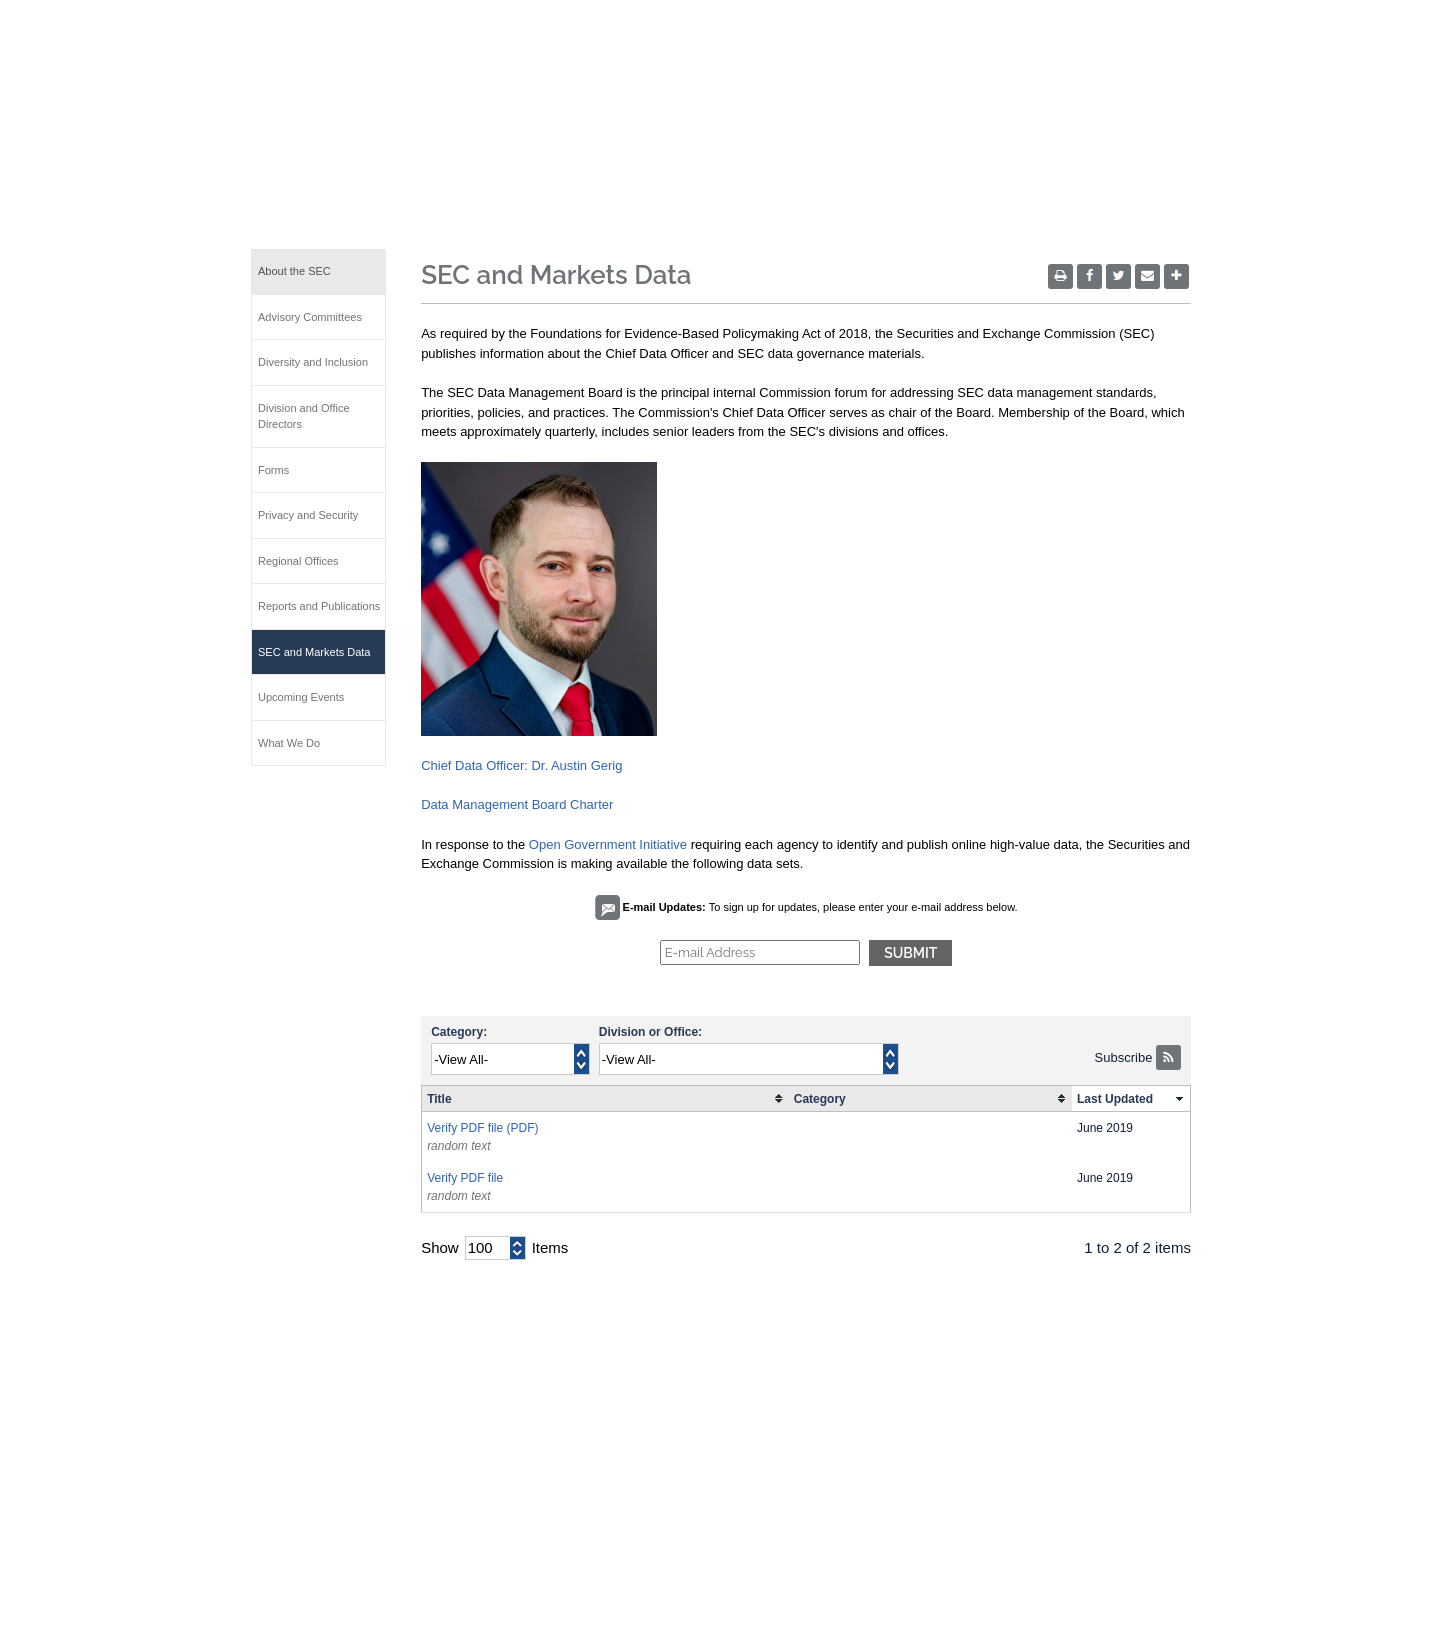 About the SEC
Advisory Committees
Diversity and Inclusion
Division and Office
Directors
Forms
Privacy and Security
Regional Offices
Reports and Publications
SEC and Markets Data
Upcoming Events
What We Do
SEC and Markets Data
As required by the Foundations for Evidence-Based Policymaking Act of 2018, the Securities and Exchange Commission (SEC)
publishes information about the Chief Data Officer and SEC data governance materials.
The SEC Data Management Board is the principal internal Commission forum for addressing SEC data management standards,
priorities, policies, and practices. The Commission's Chief Data Officer serves as chair of the Board. Membership of the Board, which
meets approximately quarterly, includes senior leaders from the SEC's divisions and offices.
Chief Data Officer: Dr. Austin Gerig
Data Management Board Charter
In response to the Open Government Initiative requiring each agency to identify and publish online high-value data, the Securities and
Exchange Commission is making available the following data sets.
E-mail Updates: To sign up for updates, please enter your e-mail address below.
E-mail Address SUBMIT
Category: Division or Office:
-View All- -View All- Subscribe
Title Category Last Updated
Verify PDF file (PDF) June 2019
random text
Verify PDF file June 2019
random text
Show 100 Items 1 to 2 of 2 items